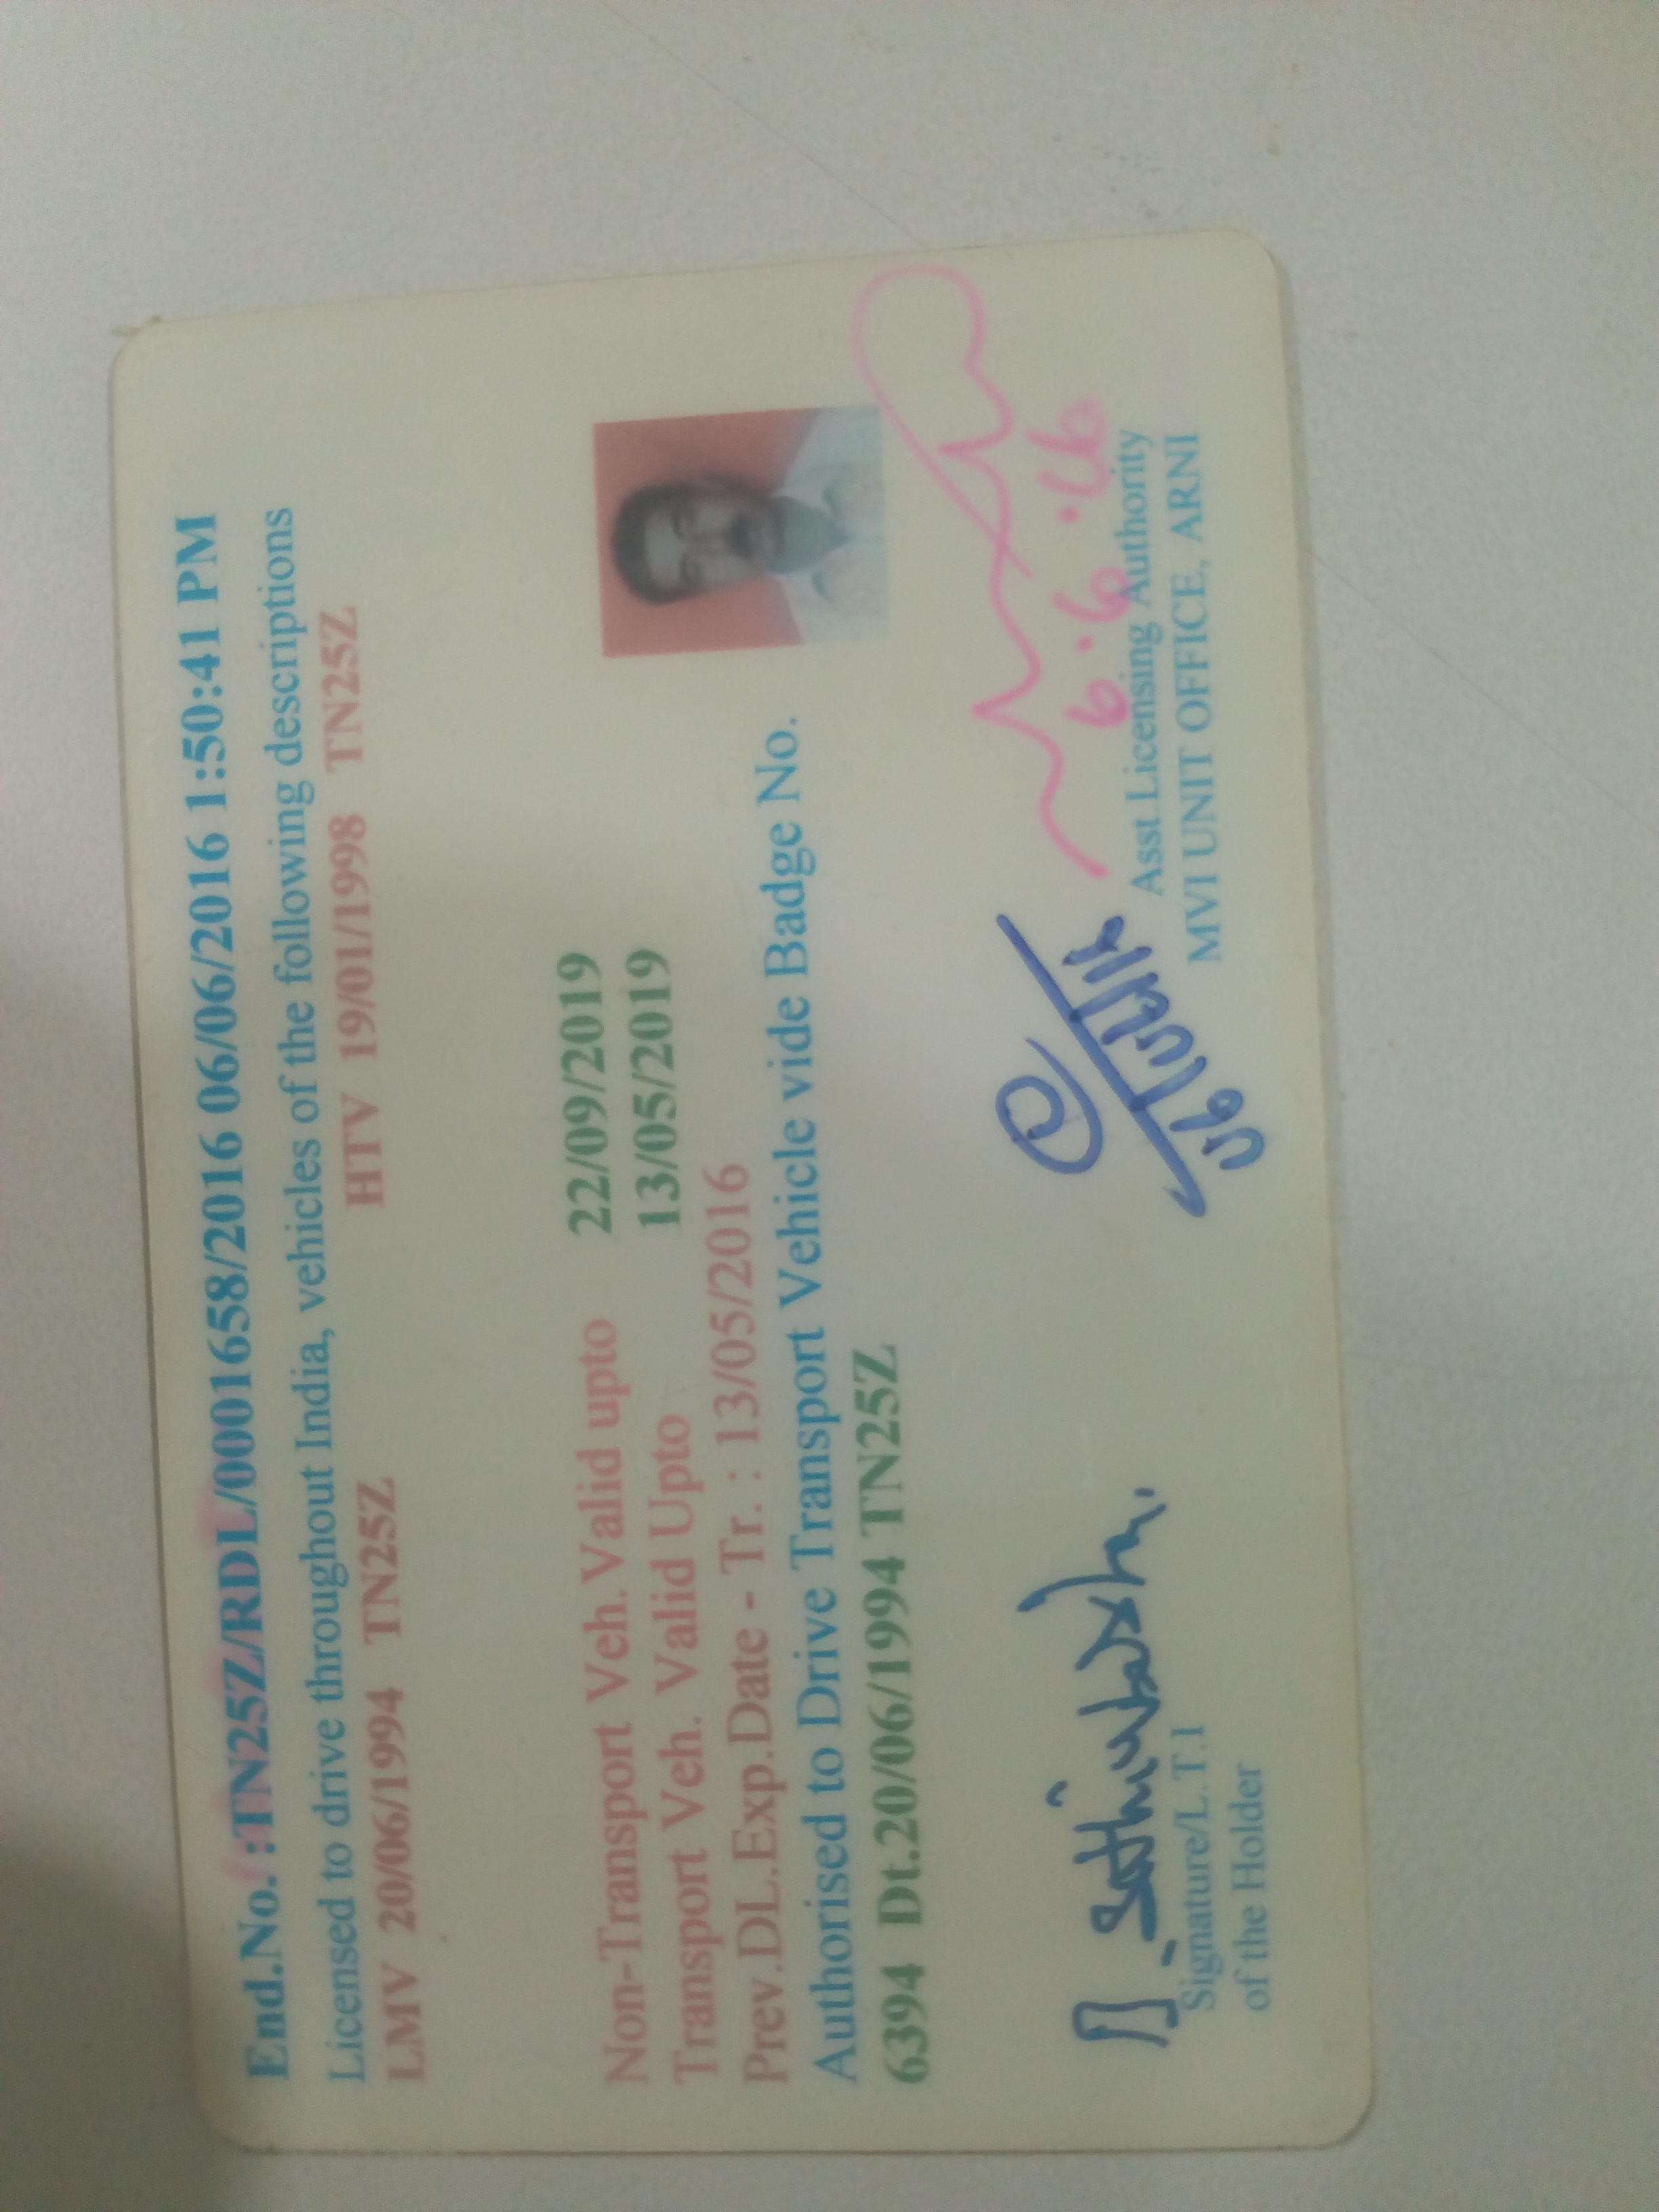 End.No. :TN25Z/RDL/0001658/2016 06/06/2016 1:50:41 PM
Licensed to drive throughout India, vehicles of the following descriptions
LMV 20/06/1994 TN25Z HTV 19/01/1998 TN25Z
Non-Transport Veh. Valid upto 22/09/2019
Transport Veh. Valid Upto 13/05/2019
Prev.DL.Exp.Date - Tr. : 13/05/2016
Authorised to Drive Transport Vehicle vide Badge No.
6394 Dt.20/06/1994 TN25Z
6.6.16
Signature/L.T.I
of the Holder
Asst.Licensing Authority
MVI UNIT OFFICE, ARNI